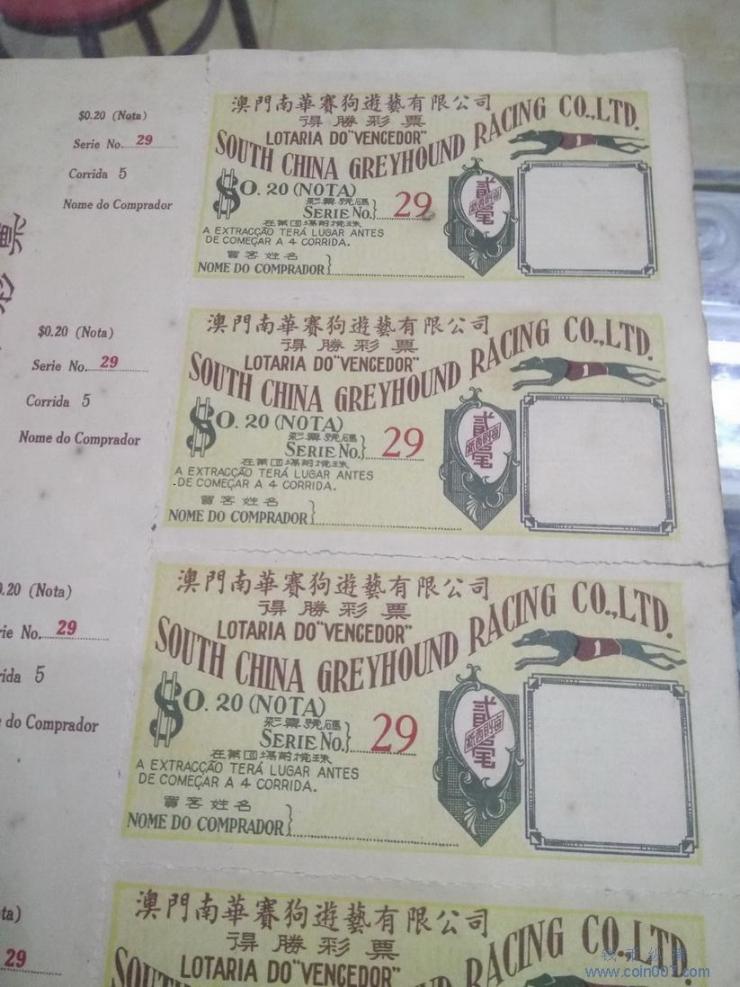 $0.20 (Nota)
Serie No. 29
Corrida 5
Nome do Comprador
澳門南華賽狗遊藝有限公司
得勝彩票
LOTARIA DO "VENCEDOR"
SOUTH CHINA GREYHOUND RACING CO.,LTD.
1
$0.20 (NOTA)
彩票號碼
SERIE No.} 29
在第四場前攪珠
A EXTRACÇÃO TERÁ LUGAR ANTES
DE COMEÇAR A 4 CORRIDA.
買客姓名
NOME DO COMPRADOR}
貳毫
票
$0.20 (Nota)
Serie No. 29
Corrida 5
Nome do Comprador
澳門南華賽狗遊藝有限公司
得勝彩票
LOTARIA DO "VENCEDOR"
SOUTH CHINA GREYHOUND RACING CO.,LTD.
1
$0.20 (NOTA)
彩票號碼
SERIE No.} 29
在第四場前攪珠
A EXTRACÇÃO TERÁ LUGAR ANTES
DE COMEÇAR A 4 CORRIDA.
買客姓名
NOME DO COMPRADOR}
貳毫
.20 (Nota)
ie No. 29
ida 5
do Comprador
澳門南華賽狗遊藝有限公司
得勝彩票
LOTARIA DO "VENCEDOR"
SOUTH CHINA GREYHOUND RACING CO.,LTD.
1
$0.20 (NOTA)
彩票號碼
SERIE No.} 29
在第四場前攪珠
A EXTRACÇÃO TERÁ LUGAR ANTES
DE COMEÇAR A 4 CORRIDA.
買客姓名
NOME DO COMPRADOR}
貳毫
ta)
29
澳門南華賽狗遊藝有限公司
得勝彩票
LOTARIA DO "VENCEDOR"
SOUTH RACING CO.,LTD.
www.coin007.com